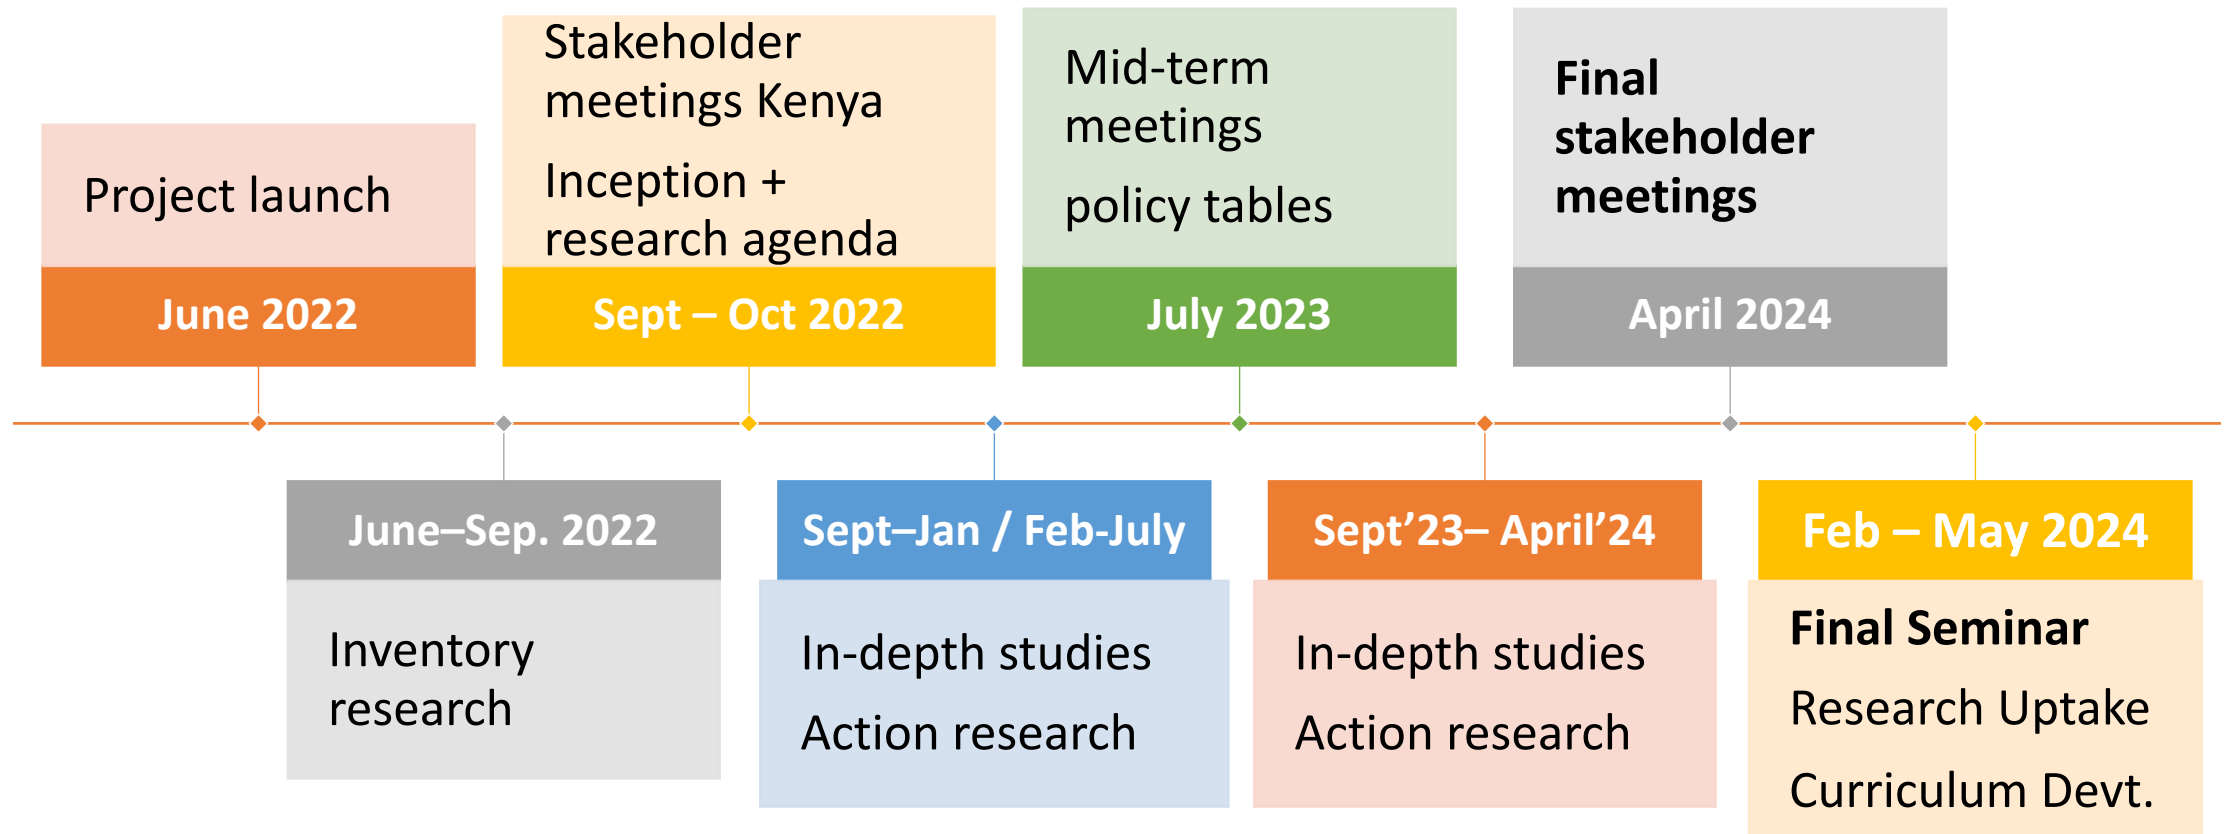 Project launch
June 2022
Stakeholder
meetings Kenya
Inception +
research agenda
Sept – Oct 2022
Mid-term
meetings
policy tables
July 2023
Final
stakeholder
meetings
April 2024
June–Sep. 2022
Inventory
research
Sept–Jan / Feb-July
In-depth studies
Action research
Sept’23– April’24
In-depth studies
Action research
Feb – May 2024
Final Seminar
Research Uptake
Curriculum Devt.